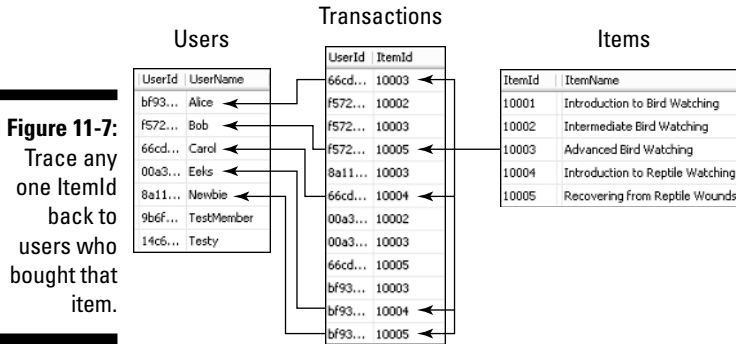 Figure 11-7:
Trace any
one ItemId
back to
users who
bought that
item.
Users
UserId UserName
bf93... Alice
f572... Bob
66cd... Carol
00a3... Eeks
8a11... Newbie
9b6f... TestMember
14c6... Testy
Transactions
UserId ItemId
66cd... 10003
f572... 10002
f572... 10003
f572... 10005
8a11... 10003
66cd... 10004
00a3... 10002
00a3... 10003
66cd... 10005
bf93... 10003
bf93... 10004
bf93... 10005
Items
ItemId ItemName
10001 Introduction to Bird Watching
10002 Intermediate Bird Watching
10003 Advanced Bird Watching
10004 Introduction to Reptile Watching
10005 Recovering from Reptile Wounds